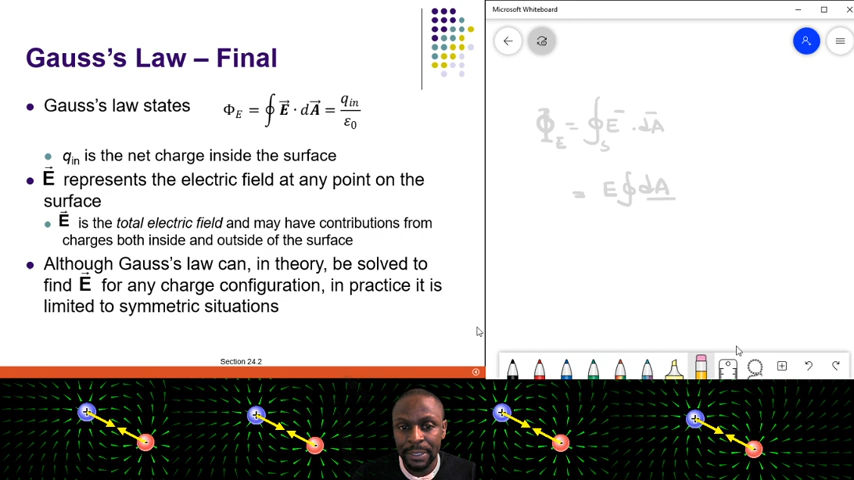 Gauss's Law – Final
Gauss's law states
Φ_E = ∮ E⃗ · dA⃗ = q_in / ε_0
q_in is the net charge inside the surface
E⃗ represents the electric field at any point on the
surface
E⃗ is the total electric field and may have contributions from
charges both inside and outside of the surface
Although Gauss's law can, in theory, be solved to
find E⃗ for any charge configuration, in practice it is
limited to symmetric situations
Section 24.2
Microsoft Whiteboard
Φ_E = ∮_S E⃗ · dA⃗
= E ∮ dA